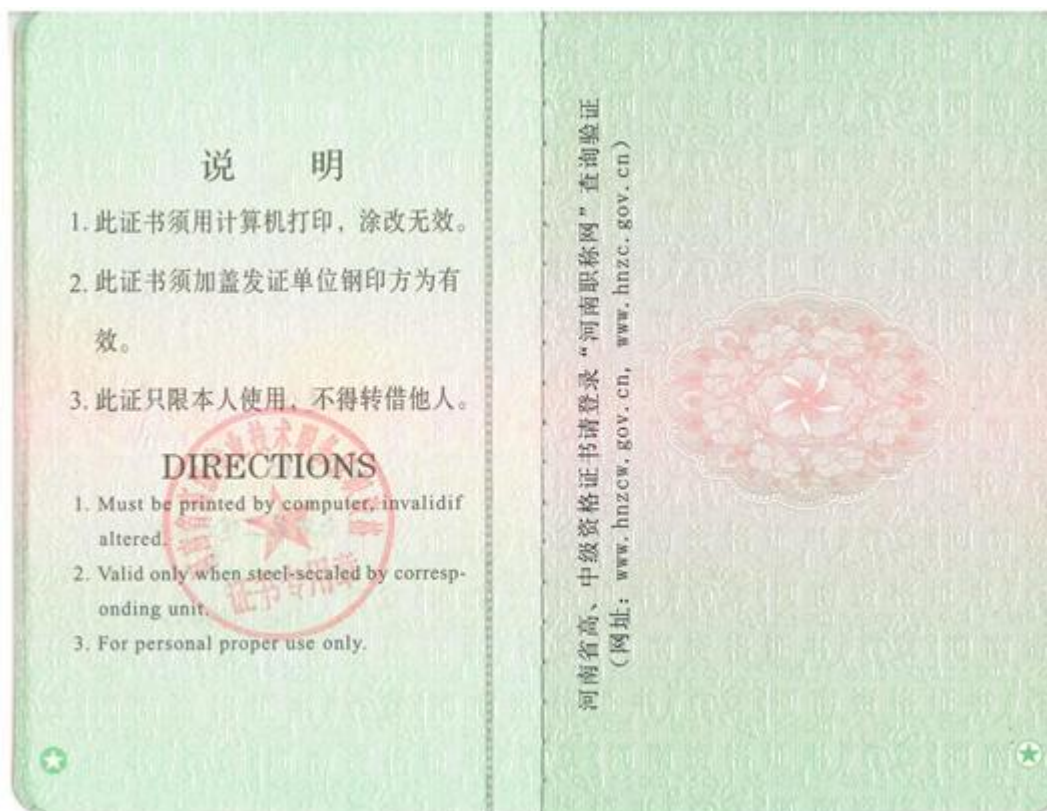 说 明
1. 此证书须用计算机打印，涂改无效。
2. 此证书须加盖发证单位钢印方为有
效。
3. 此证只限本人使用，不得转借他人。
DIRECTIONS
1. Must be printed by computer, invalidif
altered.
2. Valid only when steel-secaled by corresp-
onding unit.
3. For personal proper use only.
证书专用章
河南省高、中级资格证书请登录“河南职称网”查询验证
（网址：www.hnzcw.gov.cn, www.hnzc.gov.cn）